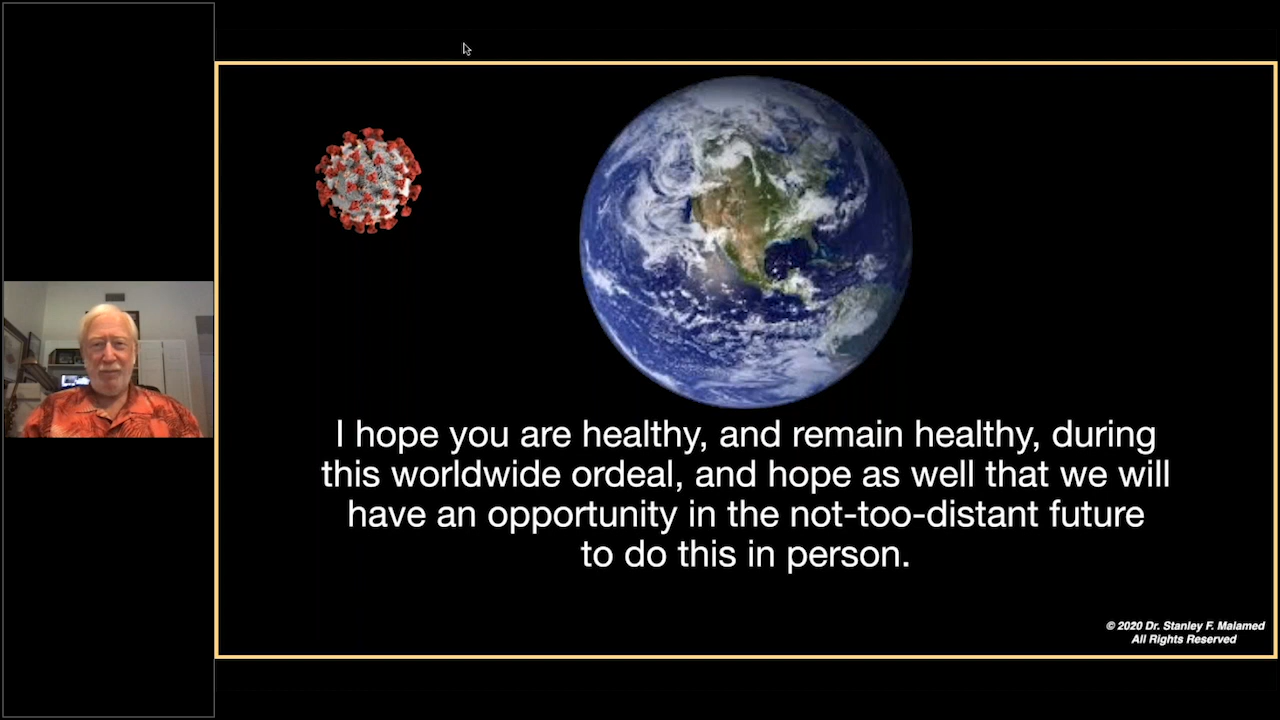 I hope you are healthy, and remain healthy, during
this worldwide ordeal, and hope as well that we will
have an opportunity in the not-too-distant future
to do this in person.
© 2020 Dr. Stanley F. Malamed
All Rights Reserved